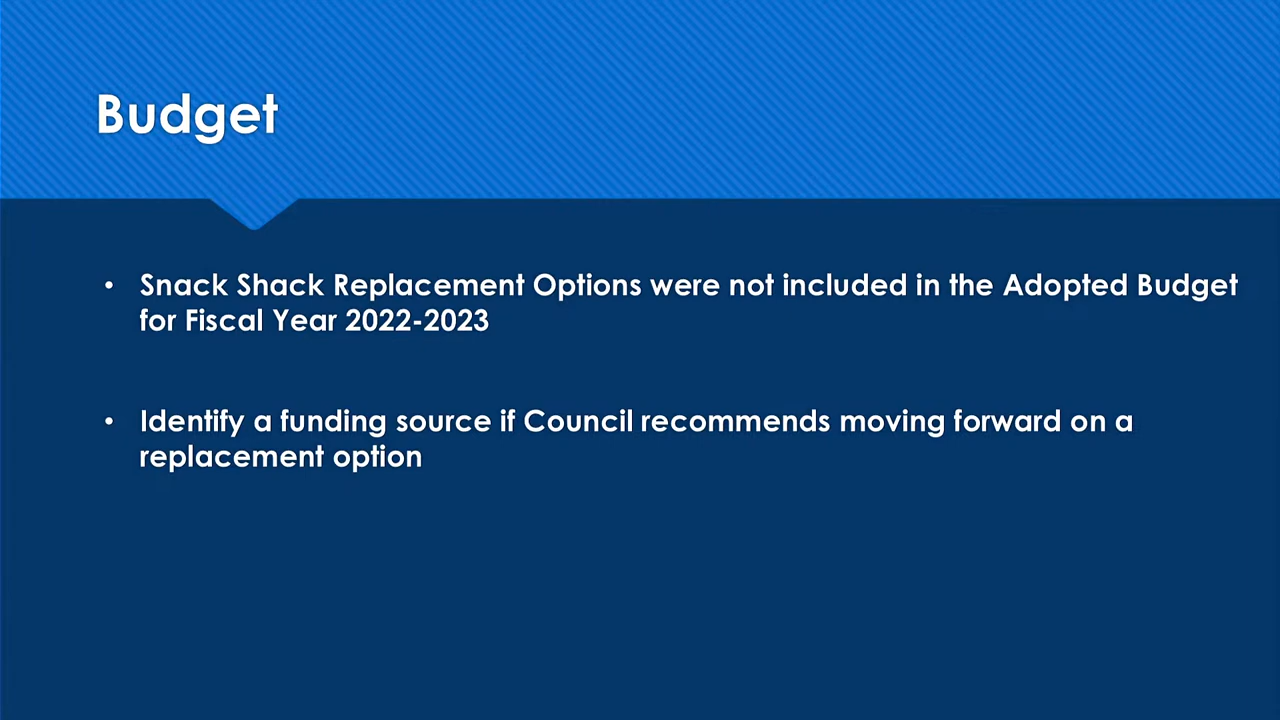 Budget
• Snack Shack Replacement Options were not included in the Adopted Budget
for Fiscal Year 2022-2023
• Identify a funding source if Council recommends moving forward on a
replacement option